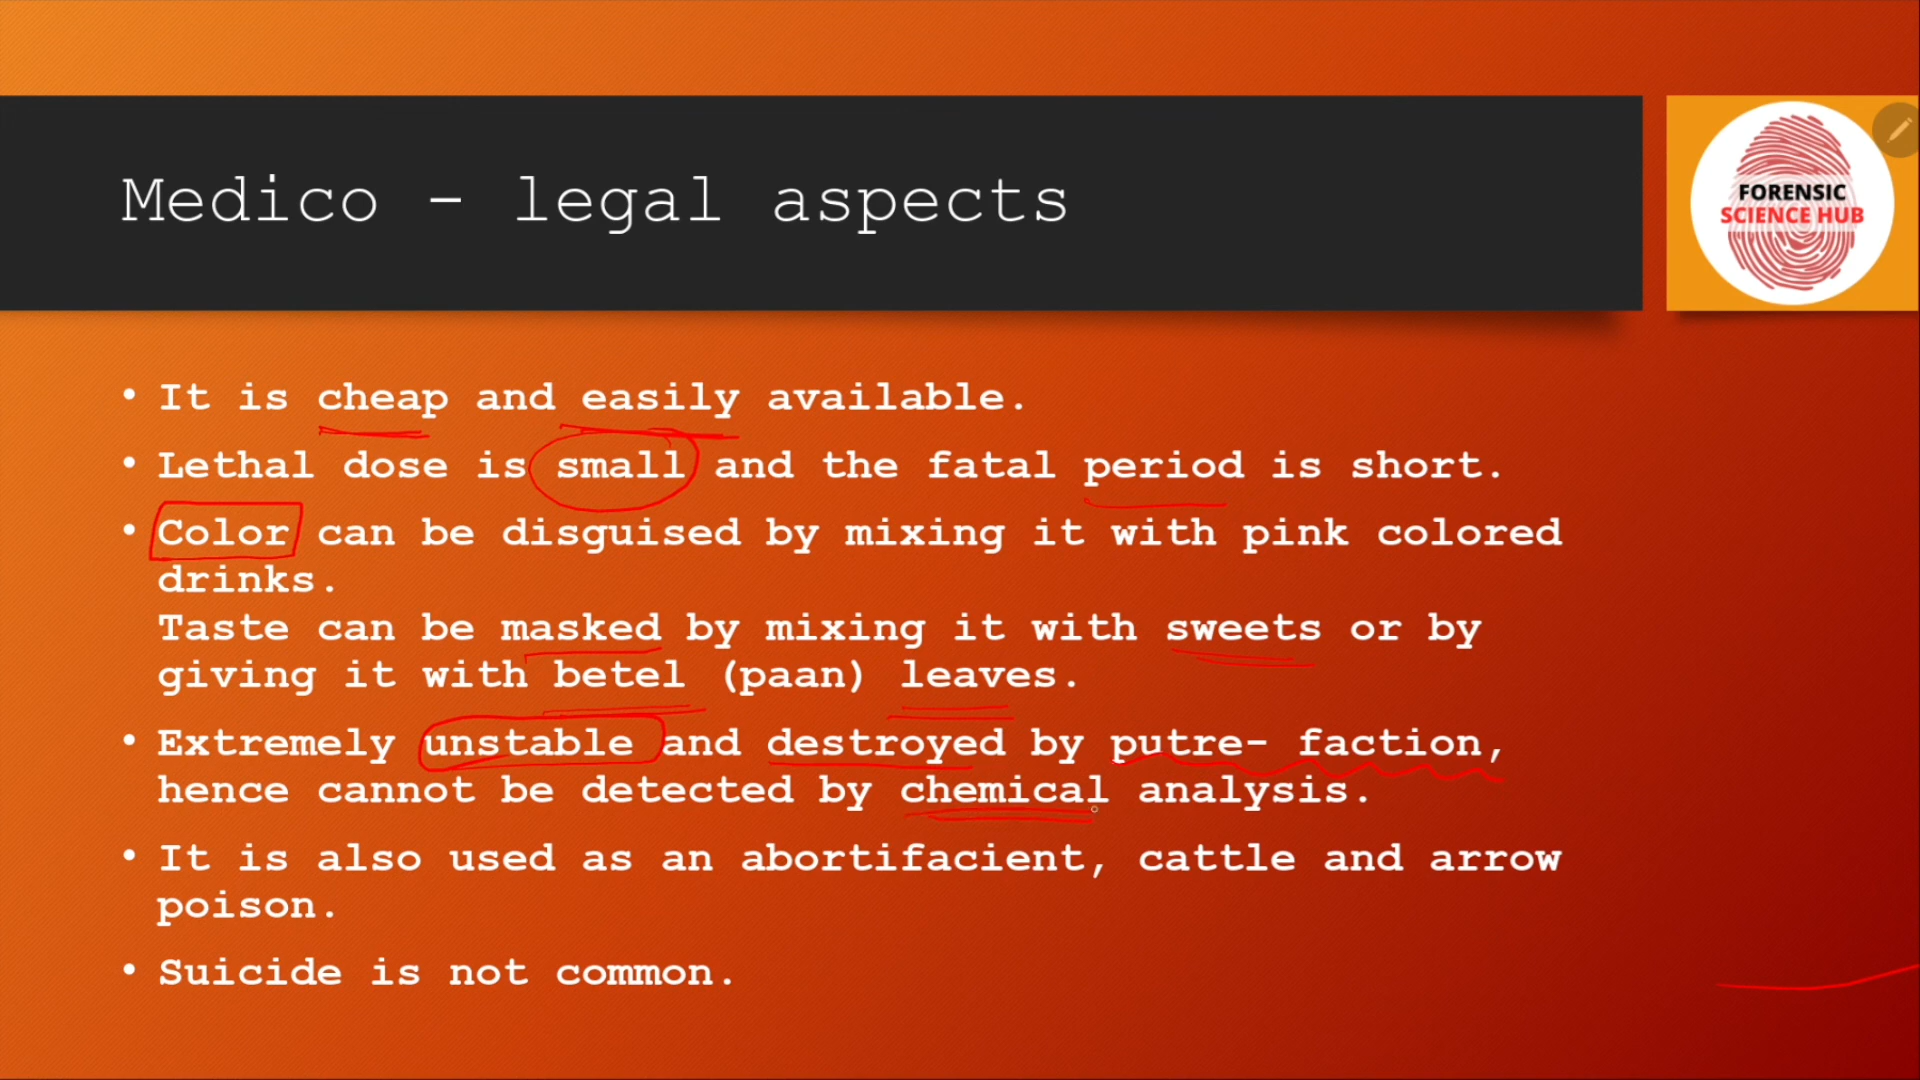 Medico - legal aspects
FORENSIC
SCIENCE HUB
• It is cheap and easily available.
• Lethal dose is small and the fatal period is short.
• Color can be disguised by mixing it with pink colored
drinks.
Taste can be masked by mixing it with sweets or by
giving it with betel (paan) leaves.
• Extremely unstable and destroyed by putre- faction,
hence cannot be detected by chemical analysis.
• It is also used as an abortifacient, cattle and arrow
poison.
• Suicide is not common.